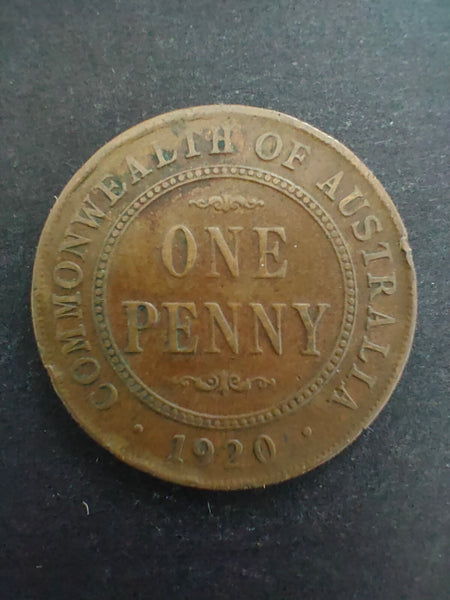 COMMONWEALTH OF AUSTRALIA
ONE
PENNY
· 1920 ·